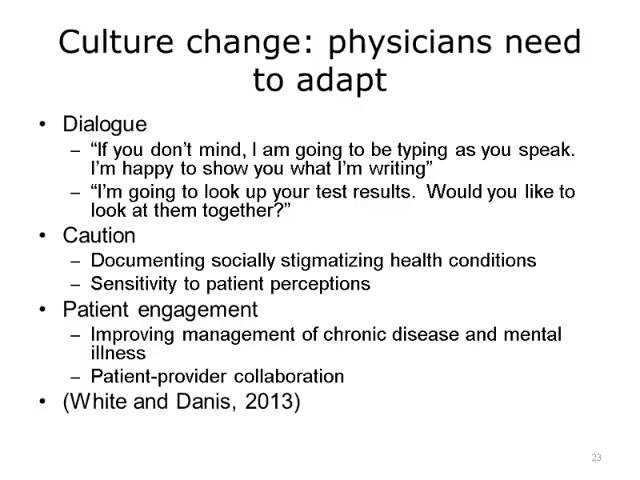 Culture change: physicians need
to adapt
• Dialogue
– “If you don’t mind, I am going to be typing as you speak.
I’m happy to show you what I’m writing”
– “I’m going to look up your test results.  Would you like to
look at them together?”
• Caution
– Documenting socially stigmatizing health conditions
– Sensitivity to patient perceptions
• Patient engagement
– Improving management of chronic disease and mental
illness
– Patient-provider collaboration
• (White and Danis, 2013)
23